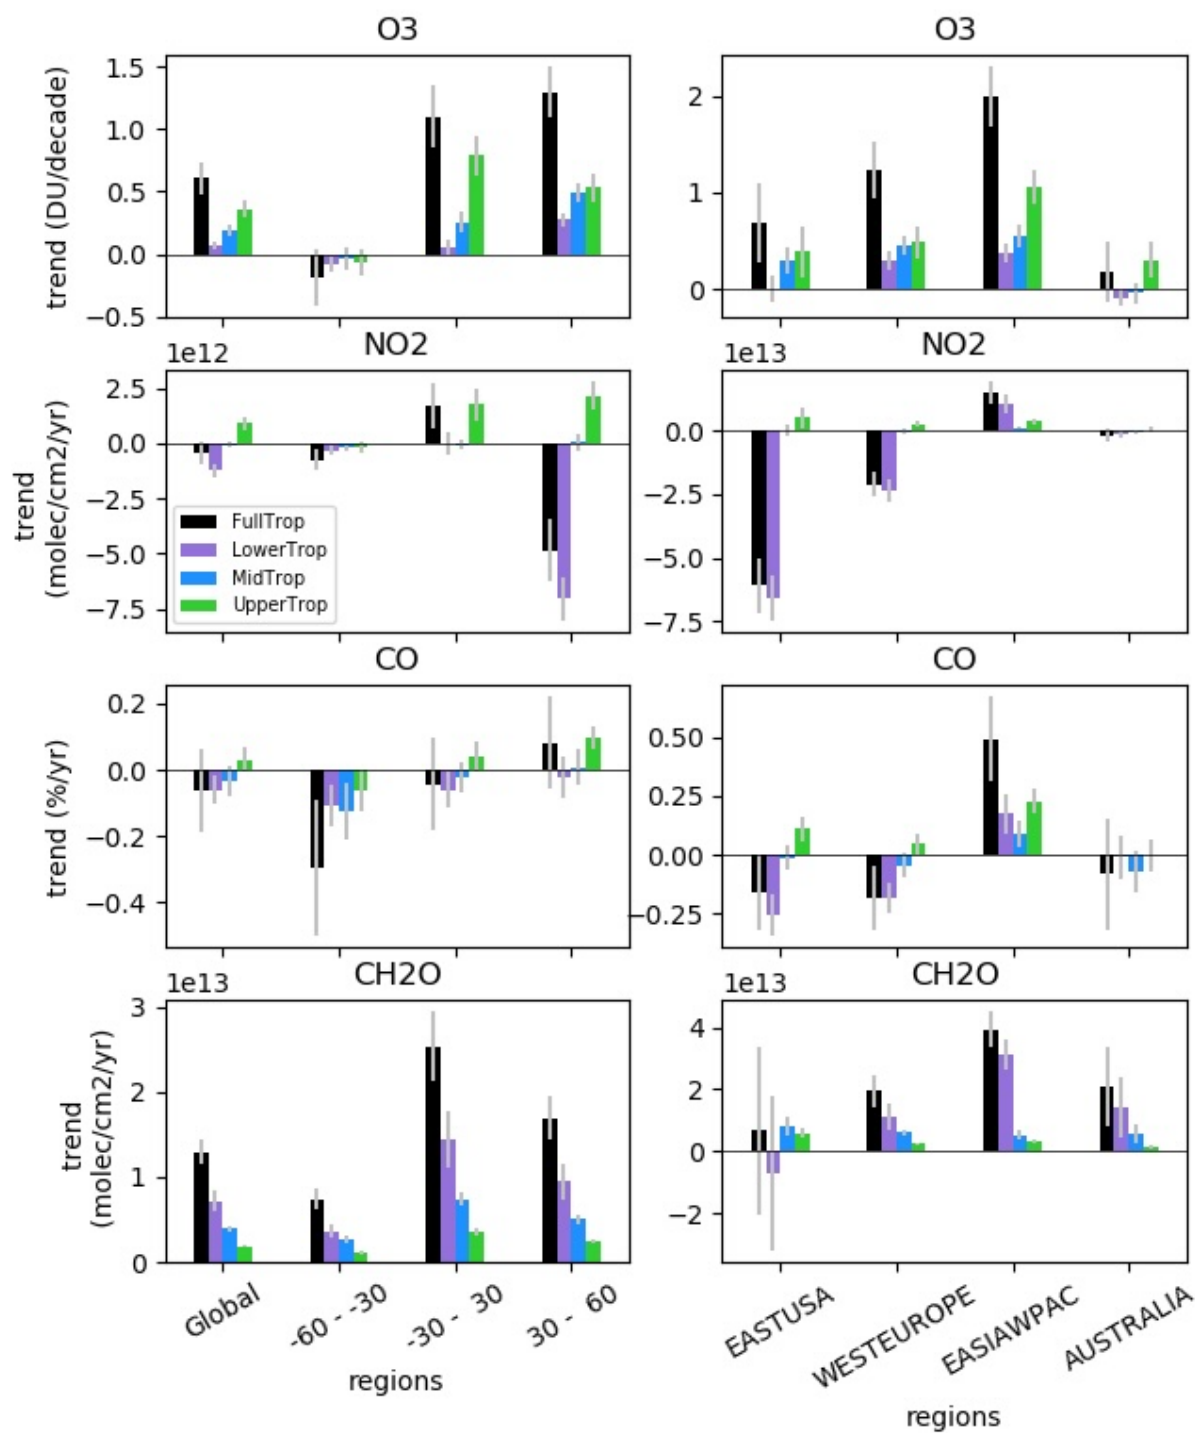 O3
trend (DU/decade)
1.5
1.0
0.5
0.0
−0.5
O3
2
1
0
NO2
1e12
trend
(molec/cm2/yr)
2.5
0.0
−2.5
−5.0
−7.5
FullTrop
LowerTrop
MidTrop
UpperTrop
NO2
1e13
0.0
−2.5
−5.0
−7.5
CO
trend (%/yr)
0.2
0.0
−0.2
−0.4
CO
0.50
0.25
0.00
−0.25
CH2O
1e13
trend
(molec/cm2/yr)
3
2
1
0
Global
-60 - -30
-30 - 30
30 - 60
regions
CH2O
1e13
4
2
0
−2
EASTUSA
WESTEUROPE
EASIAWPAC
AUSTRALIA
regions